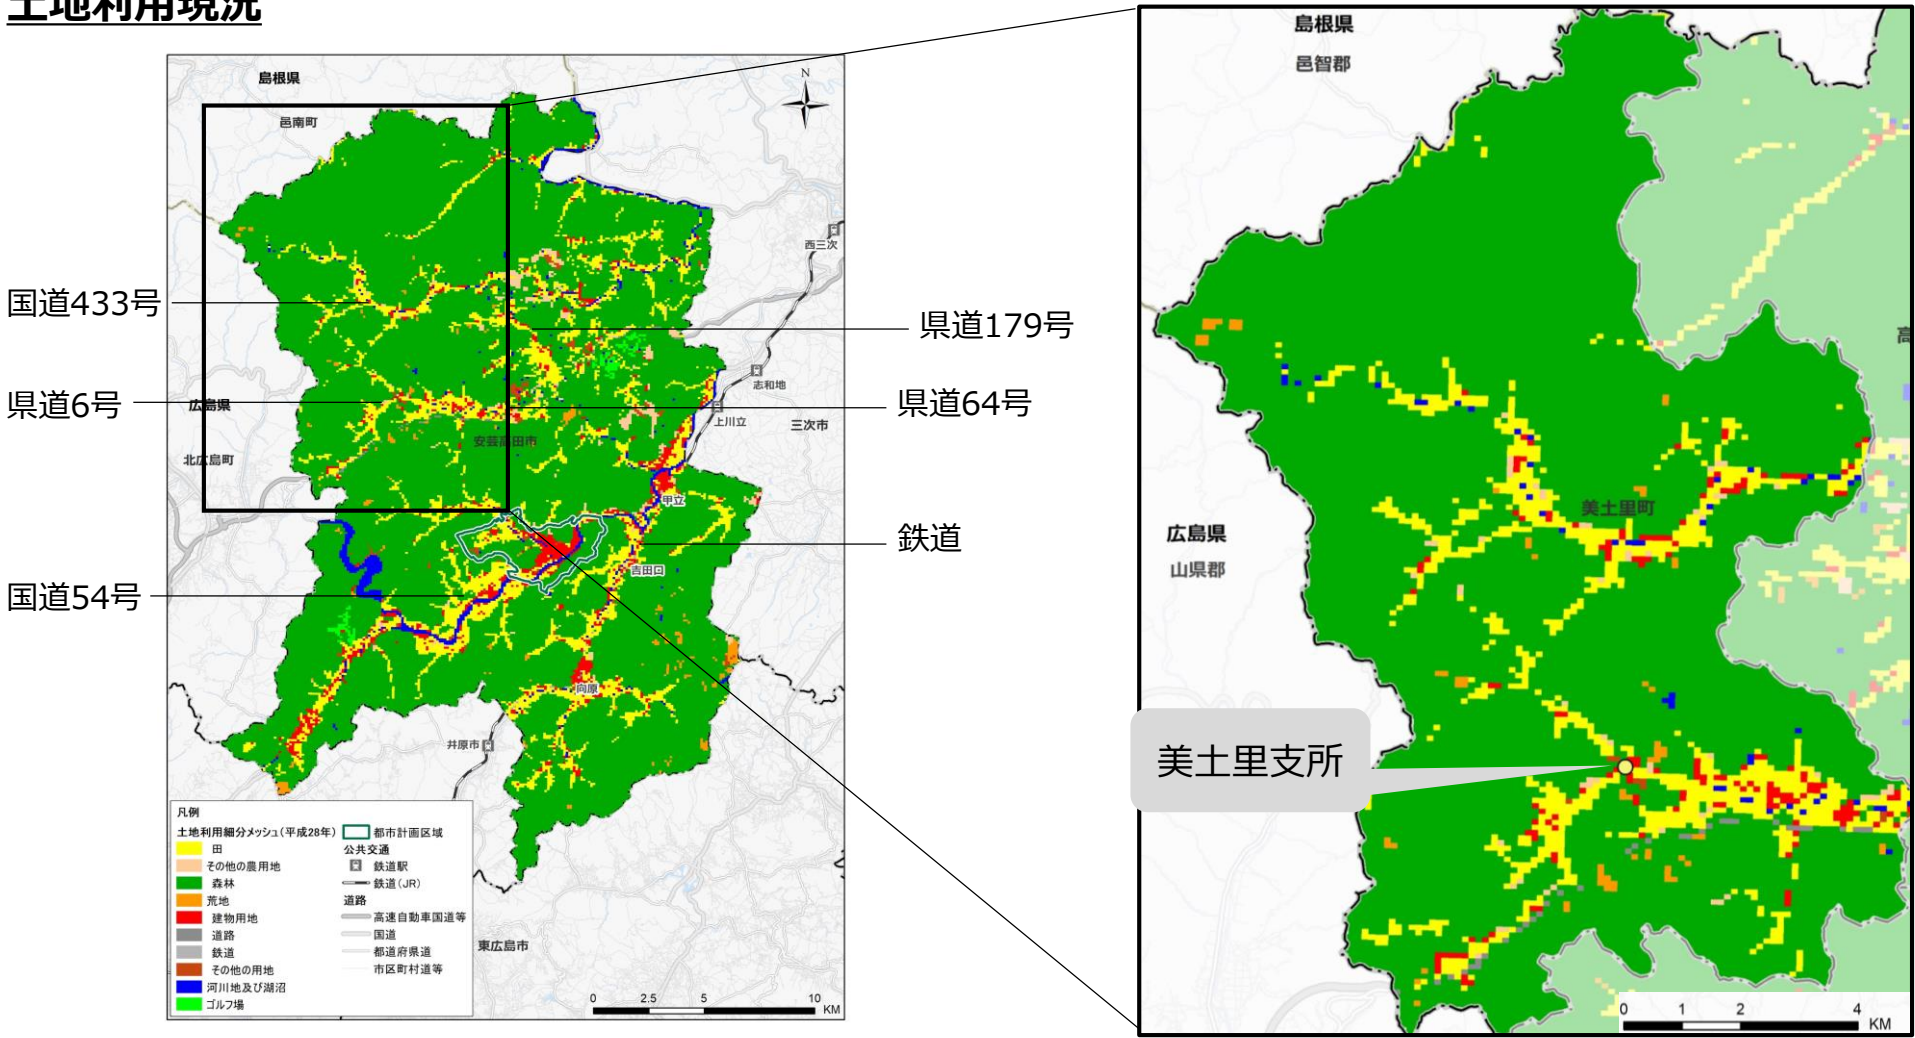 土地利用現況
島根県
邑南町
N
西三次
国道433号
県道179号
志和地
県道6号
広島県
県道64号
上川立
三次市
安芸高田市
北広島町
甲立
鉄道
吉田口
国道54号
向原
井原市
東広島市
凡例
土地利用細分メッシュ(平成28年)
田
その他の農用地
森林
荒地
建物用地
道路
鉄道
その他の用地
河川地及び湖沼
ゴルフ場
都市計画区域
公共交通
鉄道駅
鉄道(JR)
道路
高速自動車国道等
国道
都道府県道
市区町村道等
0 2.5 5 10
KM
島根県
邑智郡
高
美土里町
広島県
山県郡
美土里支所
0 1 2 4
KM